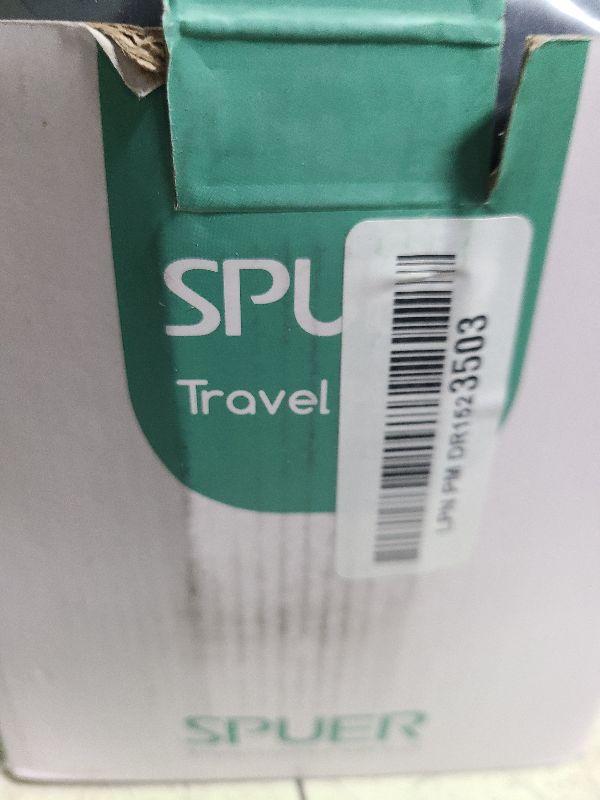 SPU
Travel
LPN PM DR1523503
SPUER